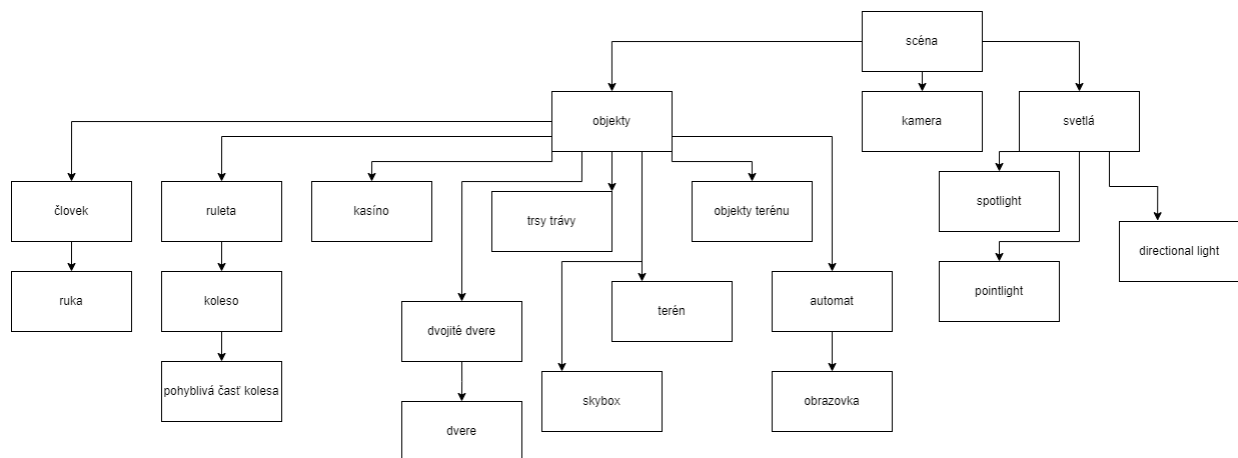 scéna
objekty
kamera
svetlá
človek
ruleta
kasíno
trsy trávy
objekty terénu
spotlight
directional light
ruka
koleso
dvojité dvere
terén
automat
pointlight
pohyblivá časť kolesa
skybox
obrazovka
dvere